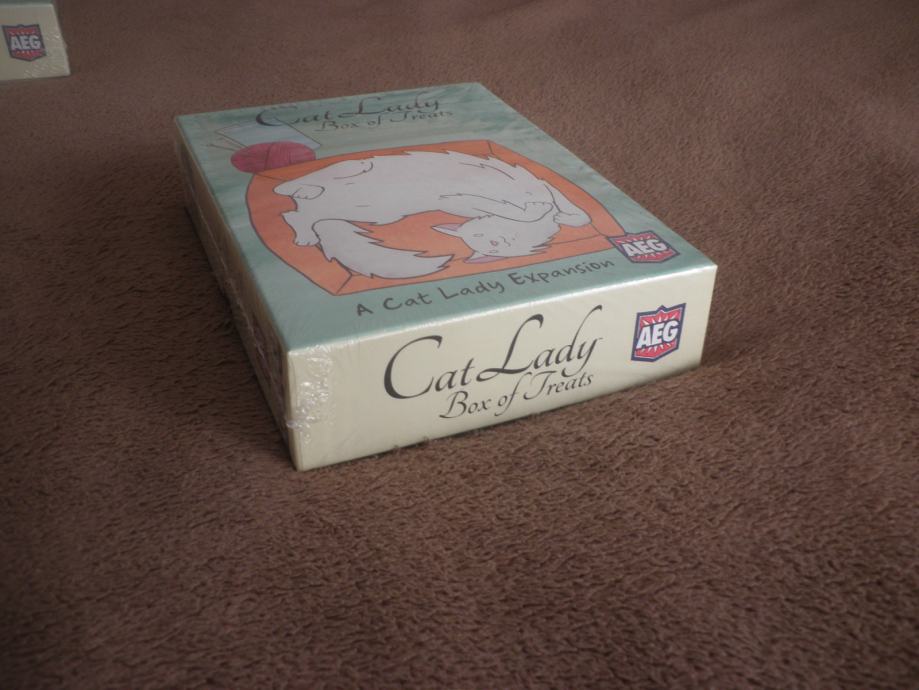 AEG
Cat Lady
Box of Treats
AEG
A Cat Lady Expansion
Cat Lady
Box of Treats
AEG